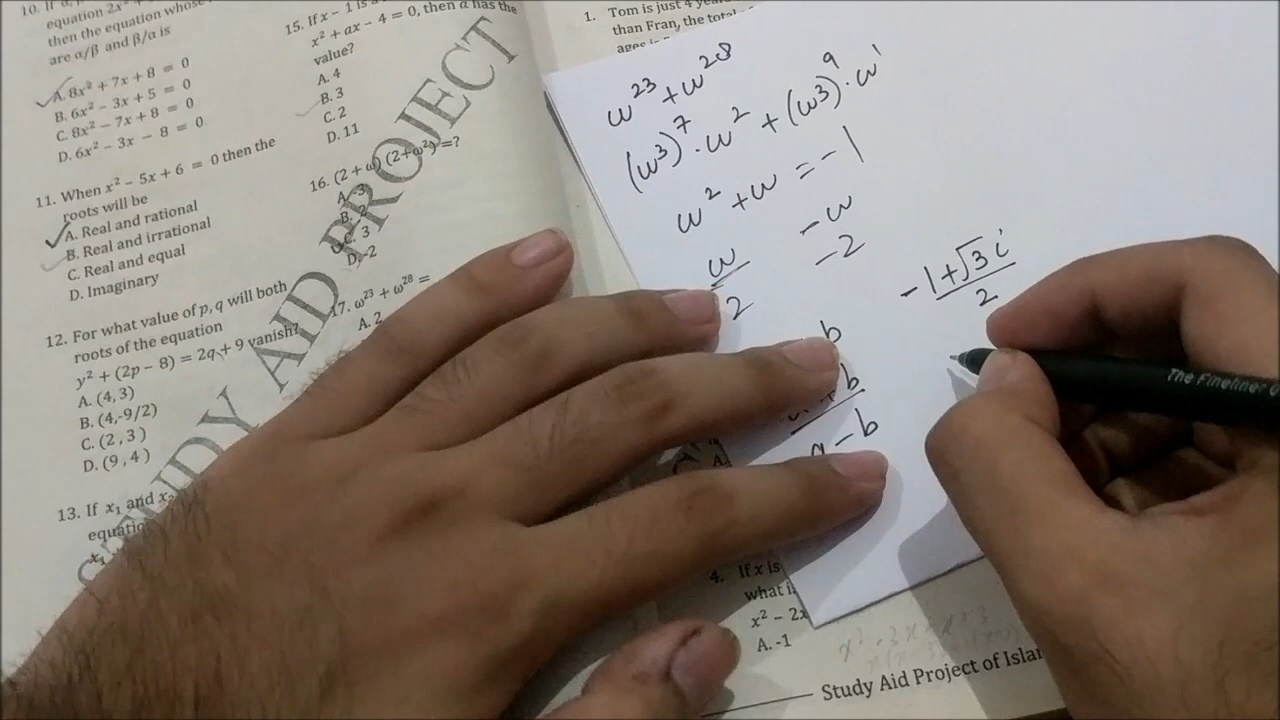 equation 2x²
then the equation whose
are α/β and β/α is
A. 8x² + 7x + 8 = 0
B. 6x² − 3x + 5 = 0
C. 8x² − 7x + 8 = 0
D. 6x² − 3x − 8 = 0
11. When x² − 5x + 6 = 0 then the
roots will be
A. Real and rational
B. Real and irrational
C. Real and equal
D. Imaginary
12. For what value of p, q will both
roots of the equation
y² + (2p − 8) = 2q + 9 vanish?
A. (4, 3)
B. (4,-9/2)
C. (2 , 3 )
D. (9 , 4 )
13. If x₁ and x₂
15. If x − 1 is a
x² + ax − 4 = 0, then α has the
value?
A. 4
B. 3
C. 2
D. 11
16. (2 + ω) (2+ω²) =?
A. -3
B. -2
C. 3
D. -2
17. ω²³ + ω²⁸ =
A. 2
STUDY AID PROJECT
1. Tom is just 4 years
than Fran, the total
ω²³ + ω²⁸
(ω³)⁷ . ω² + (ω³)⁹ . ω¹
ω² + ω = −1
ω −ω
2 −2
−1+√3 i
2
b
+ b
a − b
4. If x is
what i
x² − 2x
A. -1
Study Aid Project of Islam
The Fineliner